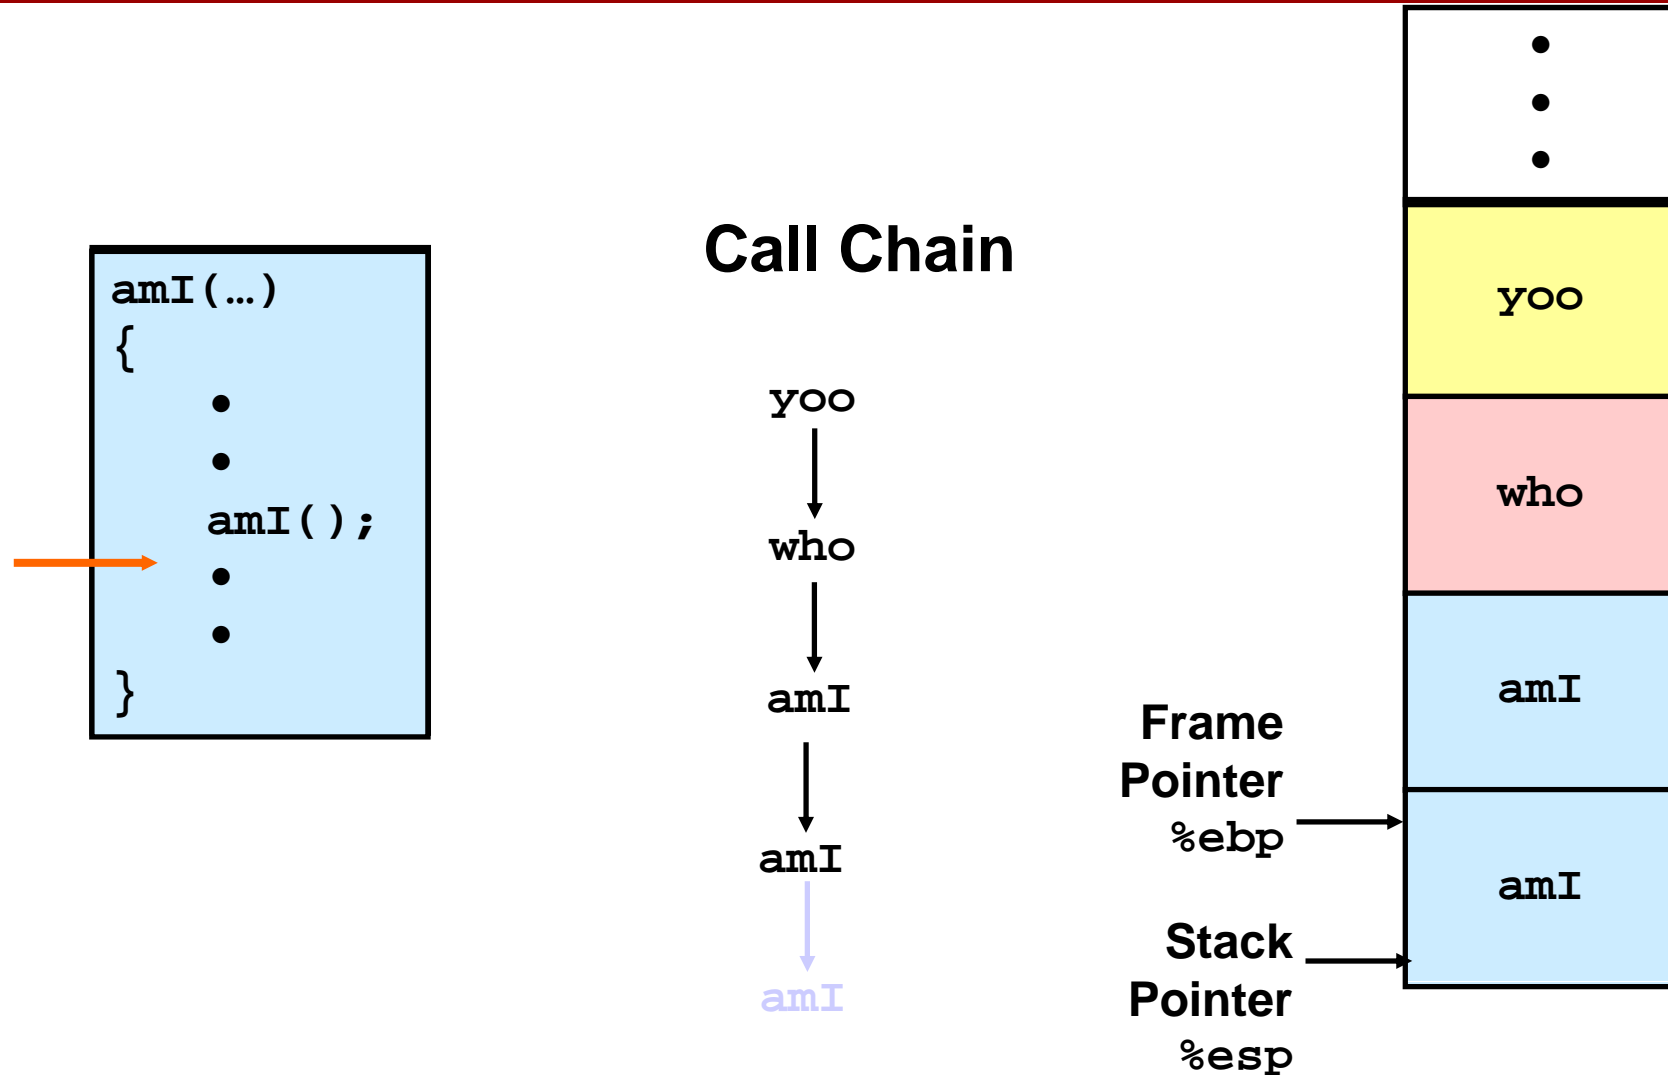 amI(…)
{
•
•
amI();
•
•
}
Call Chain
yoo
who
amI
amI
amI
Frame
Pointer
%ebp
Stack
Pointer
%esp
•
•
•
yoo
who
amI
amI